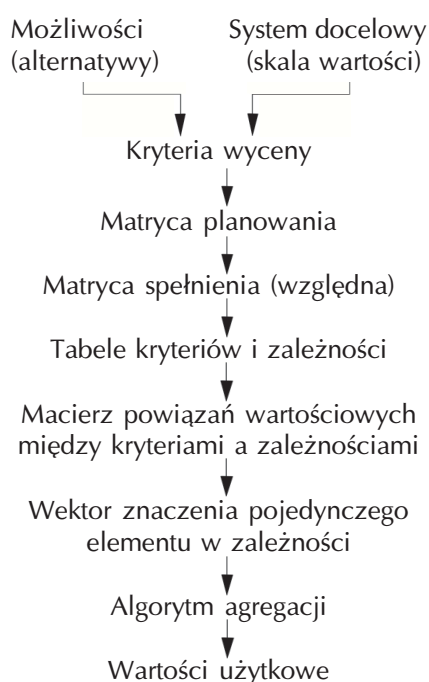 Możliwości
(alternatywy)
System docelowy
(skala wartości)
Kryteria wyceny
Matryca planowania
Matryca spełnienia (względna)
Tabele kryteriów i zależności
Macierz powiązań wartościowych
między kryteriami a zależnościami
Wektor znaczenia pojedynczego
elementu w zależności
Algorytm agregacji
Wartości użytkowe